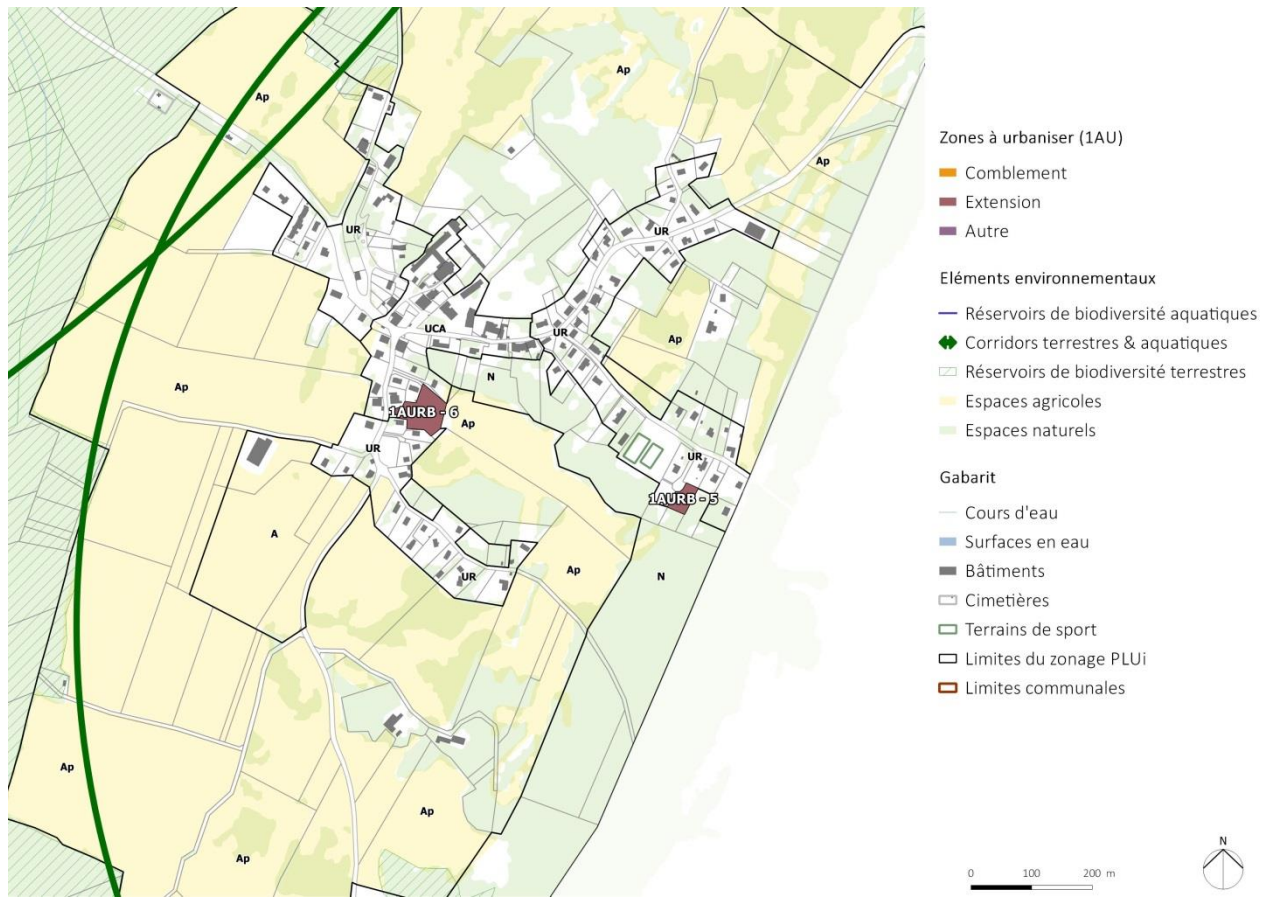 Ap
Ap
Ap
UR
UR
UCA
UR
Ap
N
Ap
1AURB - 6
Ap
UR
UR
1AURB - 5
A
UR
Ap
N
Ap
Ap
Ap
Zones à urbaniser (1AU)
Comblement
Extension
Autre
Eléments environnementaux
Réservoirs de biodiversité aquatiques
Corridors terrestres & aquatiques
Réservoirs de biodiversité terrestres
Espaces agricoles
Espaces naturels
Gabarit
Cours d'eau
Surfaces en eau
Bâtiments
Cimetières
Terrains de sport
Limites du zonage PLUi
Limites communales
N
0 100 200 m